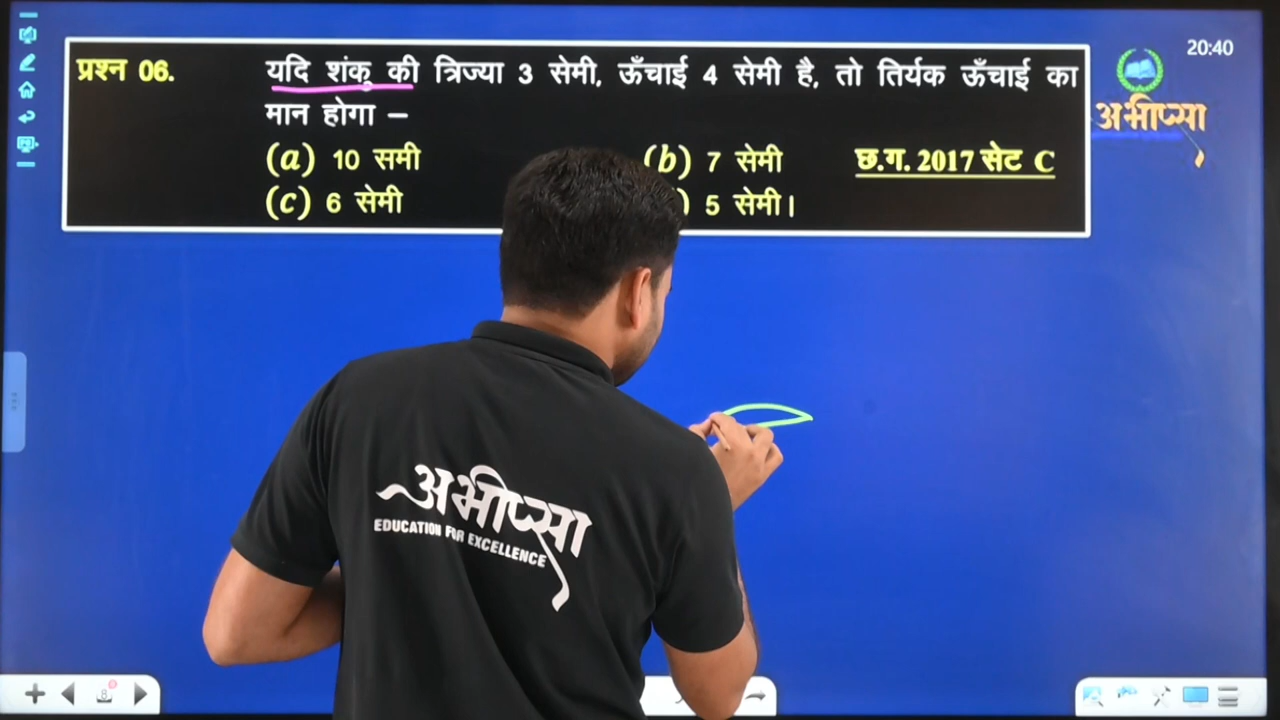 20:40
प्रश्न 06. यदि शंकु की त्रिज्या 3 सेमी, ऊँचाई 4 सेमी है, तो तिर्यक ऊँचाई का
मान होगा –
(a) 10 समी (b) 7 सेमी छ.ग. 2017 सेट C
(c) 6 सेमी ) 5 सेमी।
अभीप्सा
अभीप्सा
EDUCATION FOR EXCELLENCE
8